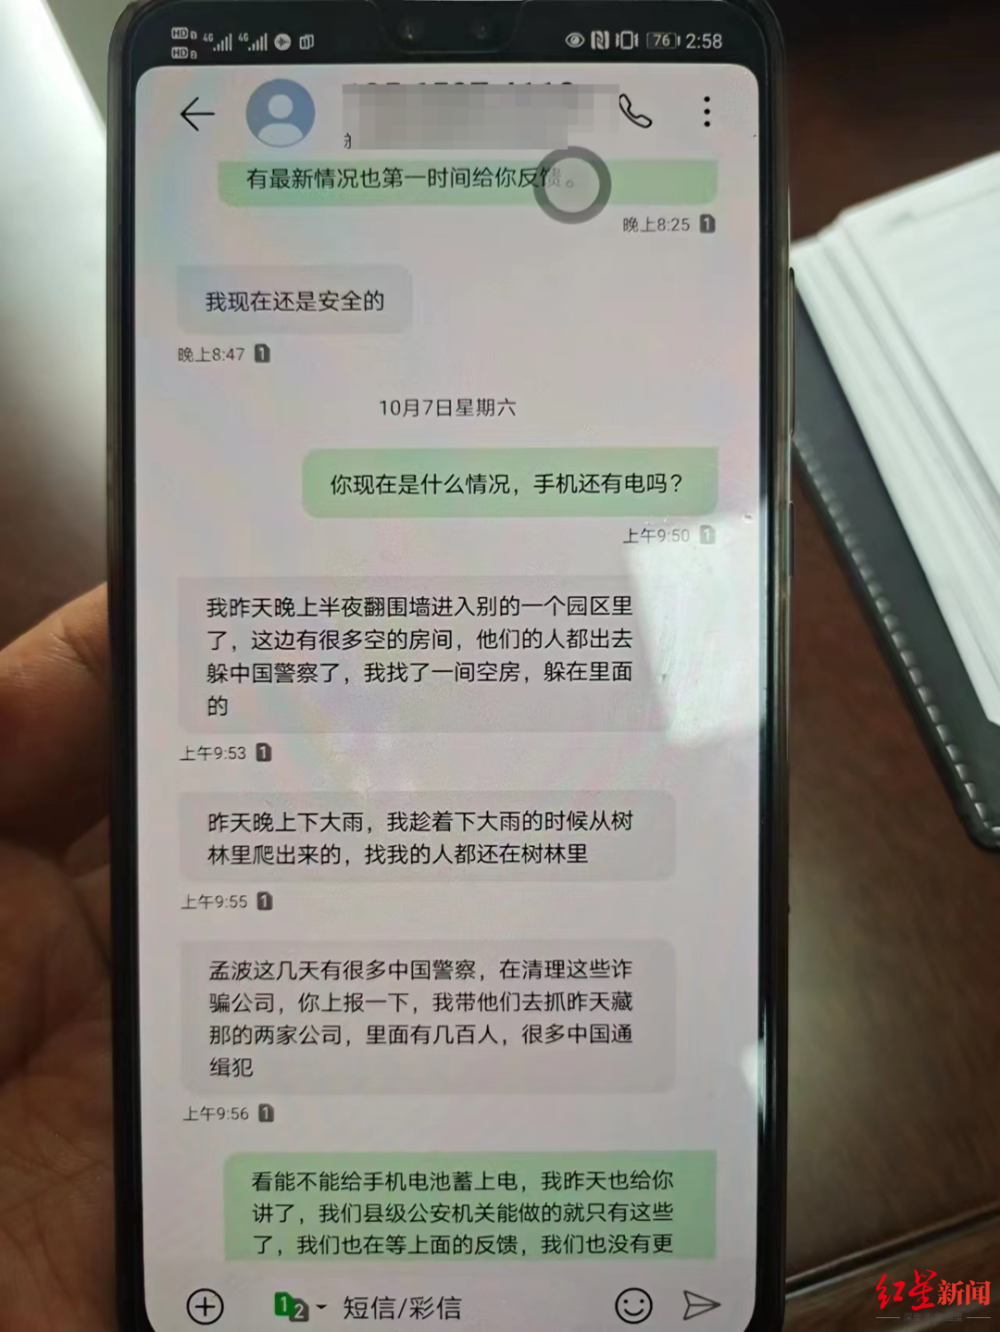 HD HD 4G 4G 76 2:58
有最新情况也第一时间给你反馈。
晚上8:25 1
我现在还是安全的
晚上8:47 1
10月7日星期六
你现在是什么情况，手机还有电吗？
上午9:50 1
我昨天晚上半夜翻围墙进入别的一个园区里
了，这边有很多空的房间，他们的人都出去
躲中国警察了，我找了一间空房，躲在里面
的
上午9:53 1
昨天晚上下大雨，我趁着下大雨的时候从树
林里爬出来的，找我的人都还在树林里
上午9:55 1
孟波这几天有很多中国警察，在清理这些诈
骗公司，你上报一下，我带他们去抓昨天藏
那的两家公司，里面有几百人，很多中国通
缉犯
上午9:56 1
看能不能给手机电池蓄上电，我昨天也给你
讲了，我们县级公安机关能做的就只有这些
了，我们也在等上面的反馈，我们也没有更
12 短信/彩信
红星新闻